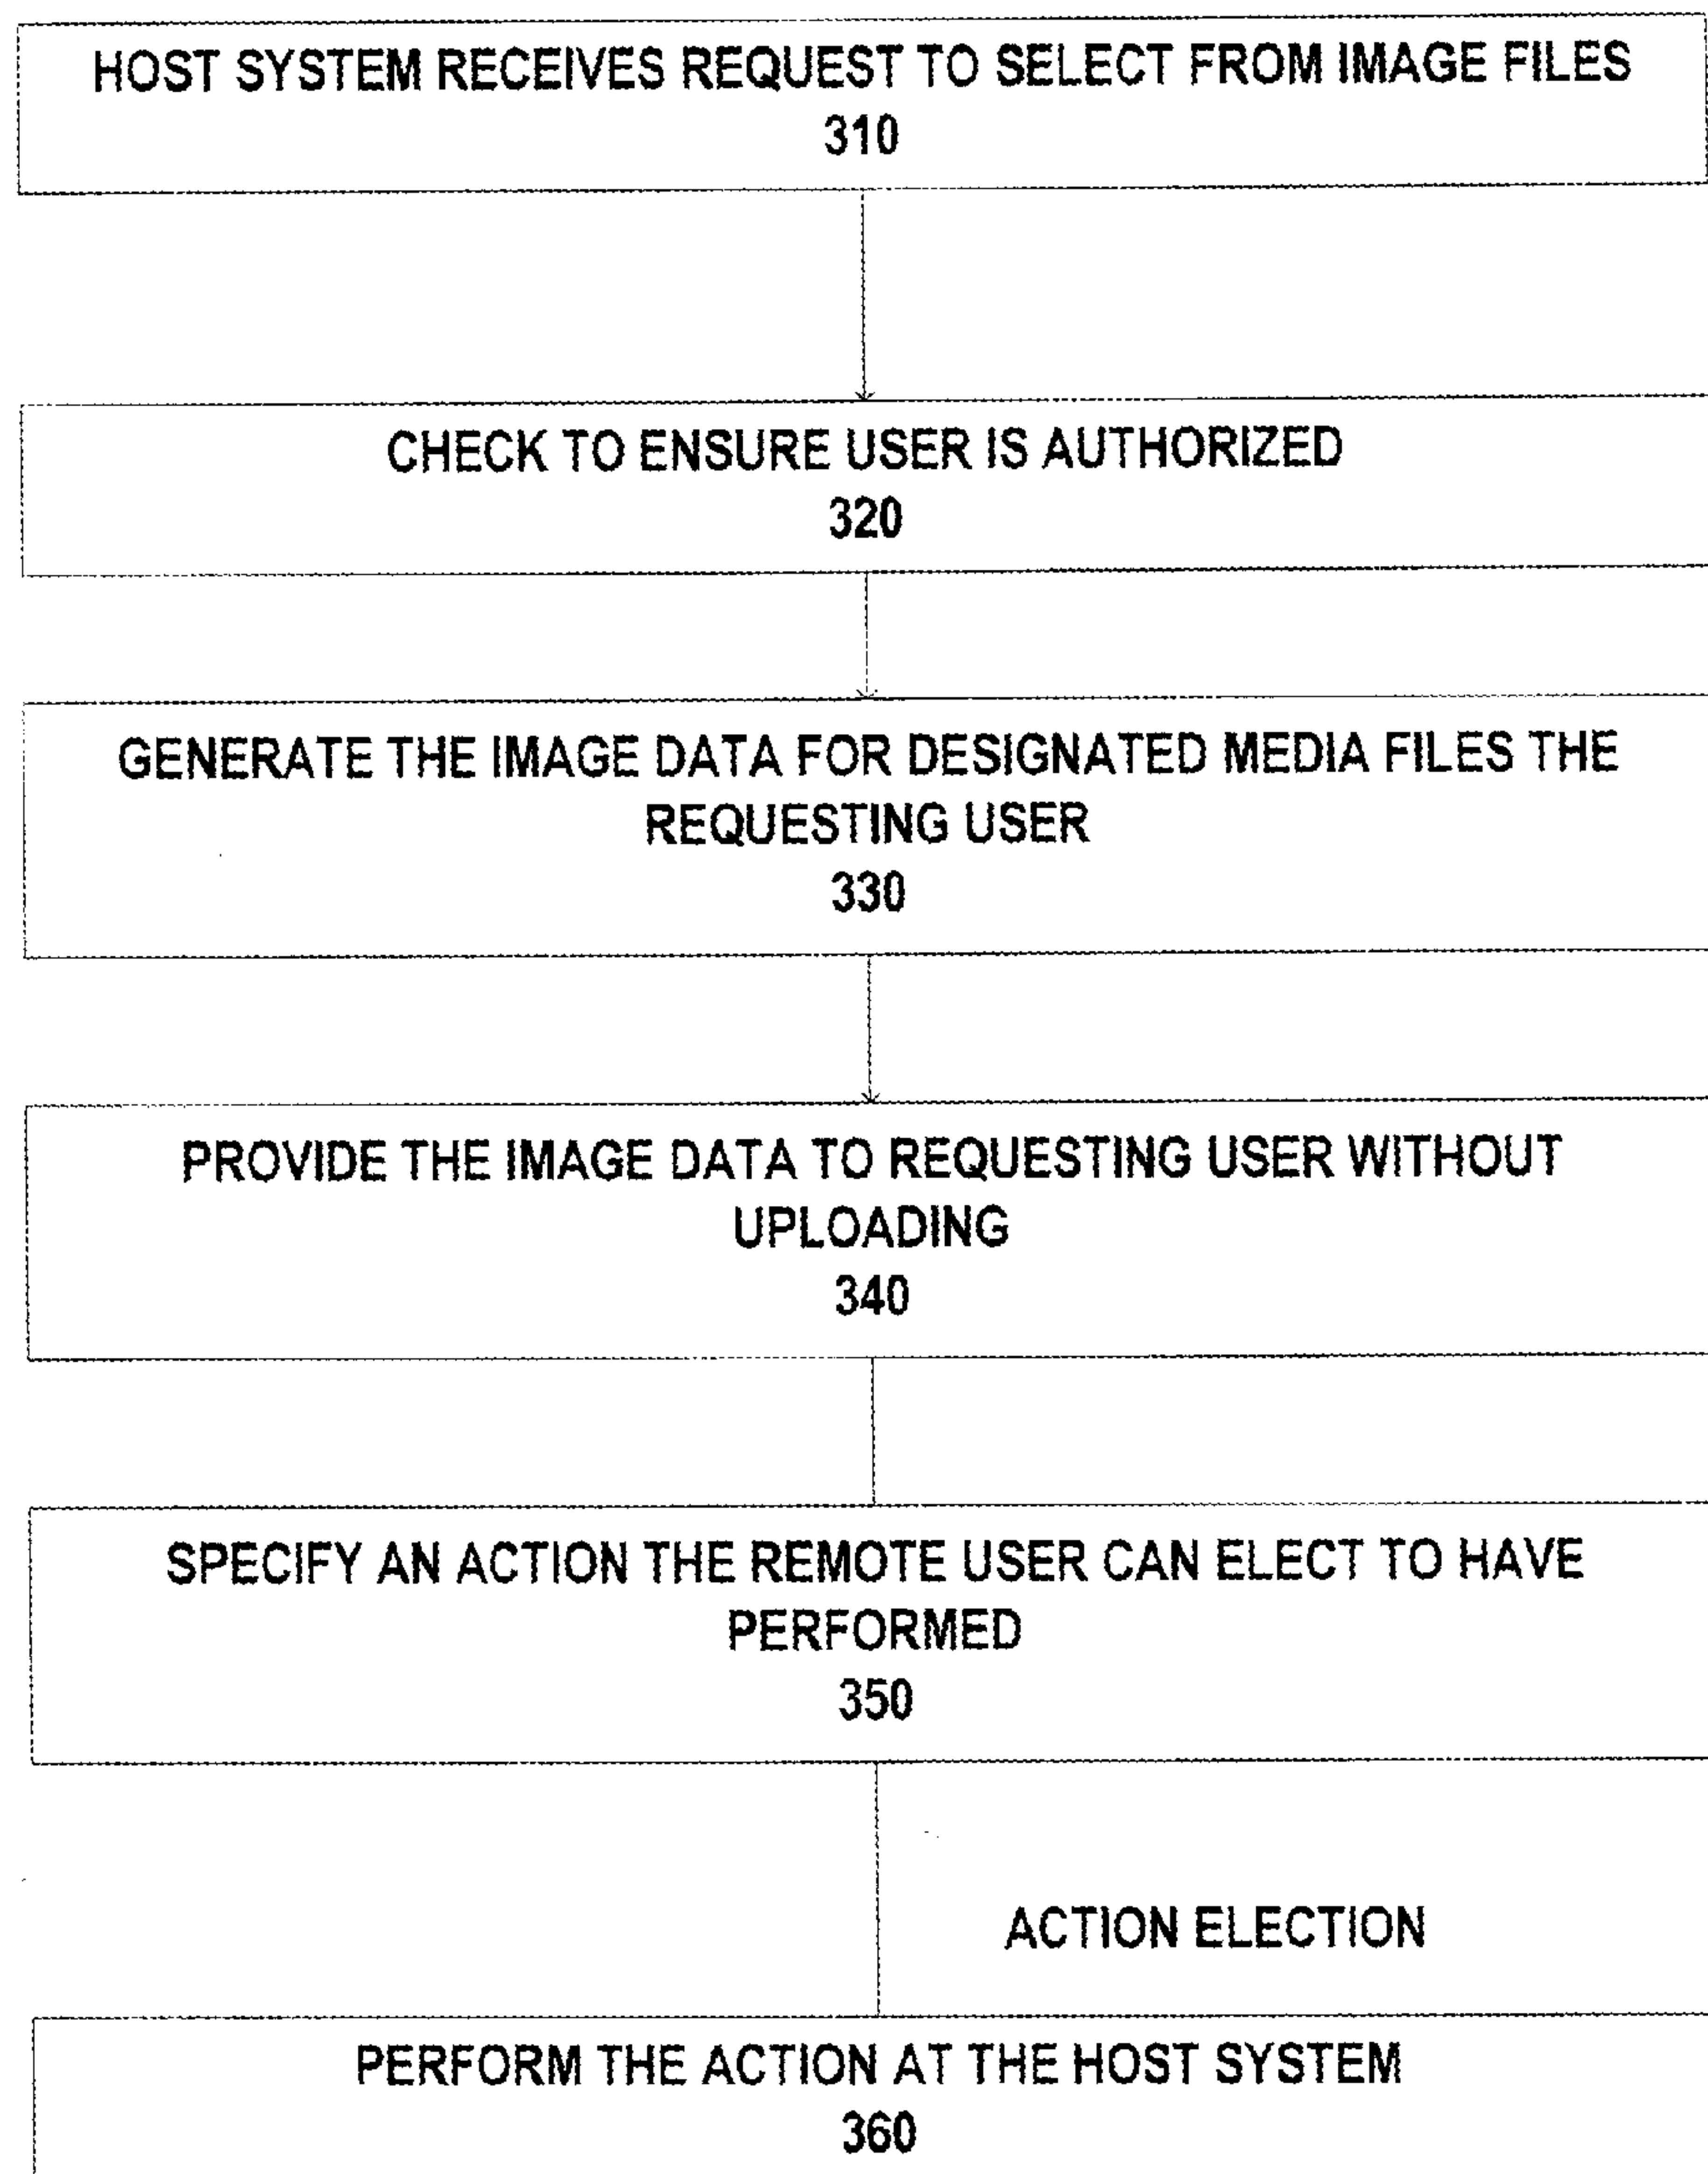 HOST SYSTEM RECEIVES REQUEST TO SELECT FROM IMAGE FILES
310
CHECK TO ENSURE USER IS AUTHORIZED
320
GENERATE THE IMAGE DATA FOR DESIGNATED MEDIA FILES THE
REQUESTING USER
330
PROVIDE THE IMAGE DATA TO REQUESTING USER WITHOUT
UPLOADING
340
SPECIFY AN ACTION THE REMOTE USER CAN ELECT TO HAVE
PERFORMED
350
ACTION ELECTION
PERFORM THE ACTION AT THE HOST SYSTEM
360